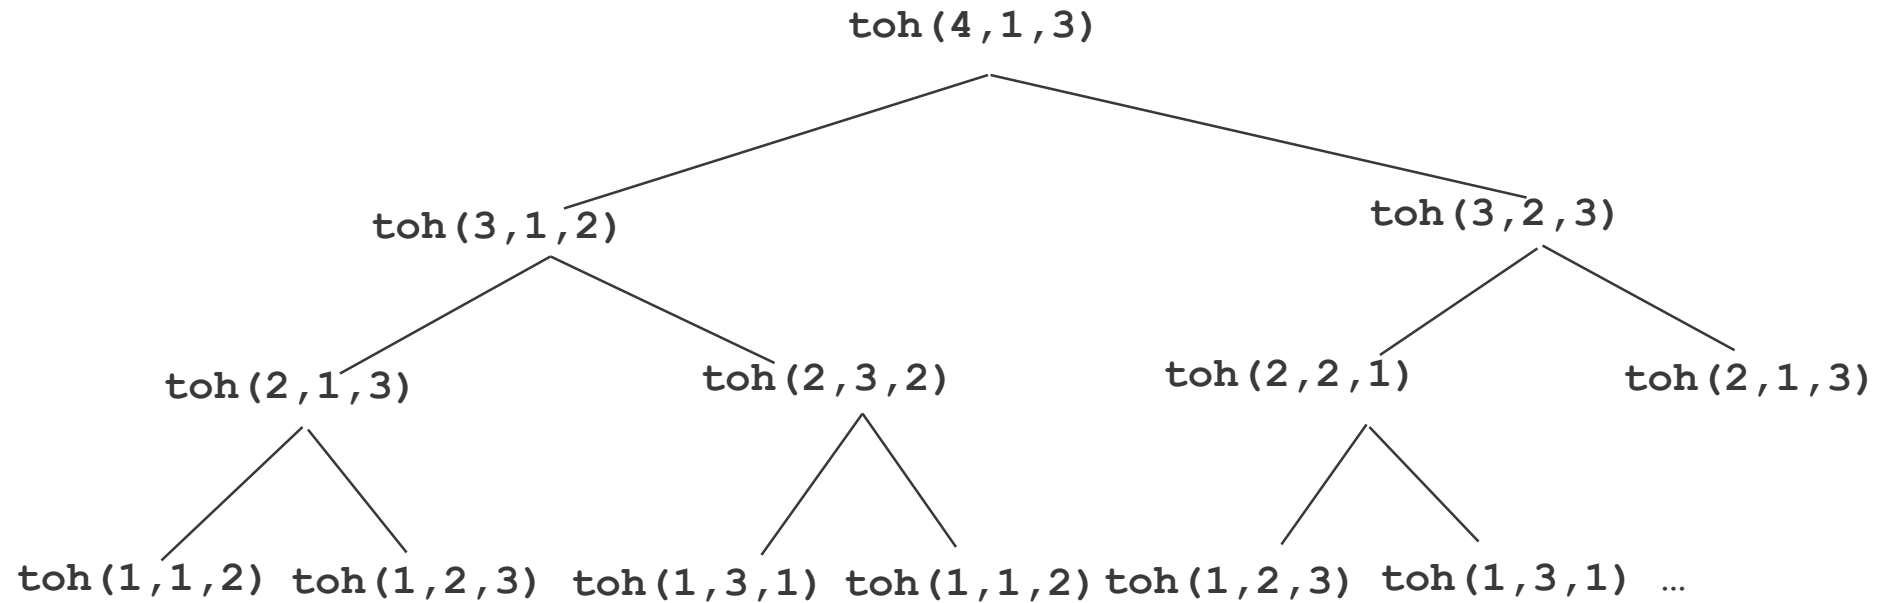 toh(4,1,3)
toh(3,1,2) toh(3,2,3)
toh(2,1,3) toh(2,3,2) toh(2,2,1) toh(2,1,3)
toh(1,1,2) toh(1,2,3) toh(1,3,1) toh(1,1,2) toh(1,2,3) toh(1,3,1) …